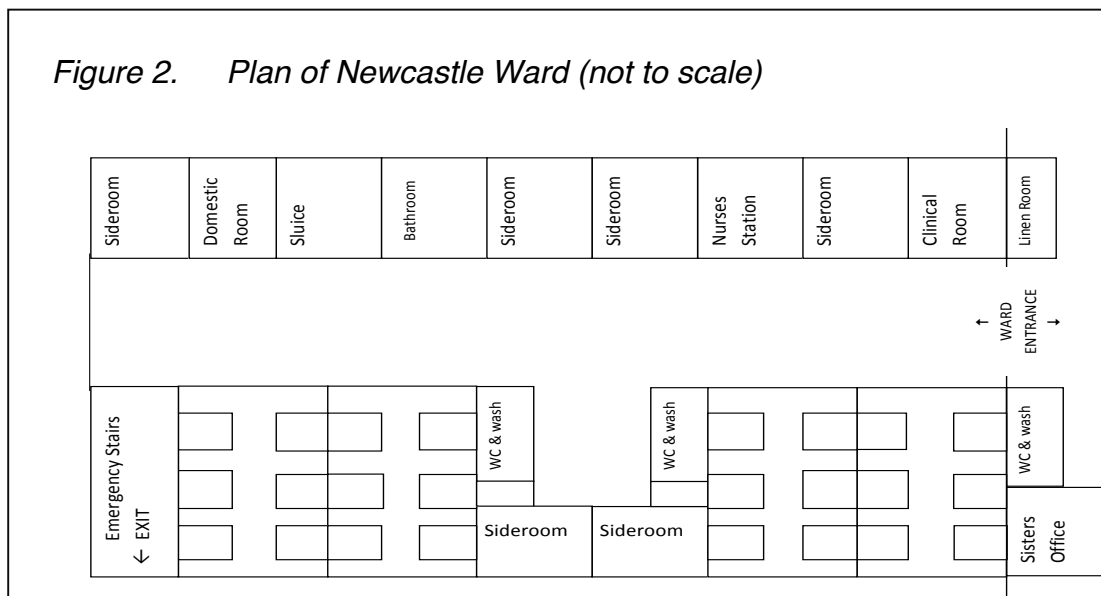 Figure 2. Plan of Newcastle Ward (not to scale)
Sideroom
Domestic
Room
Sluice
Bathroom
Sideroom
Sideroom
Nurses
Station
Sideroom
Clinical
Room
Linen Room
← WARD →
ENTRANCE
Emergency Stairs
← EXIT
WC & wash
WC & wash
WC & wash
Sideroom
Sideroom
Sisters
Office